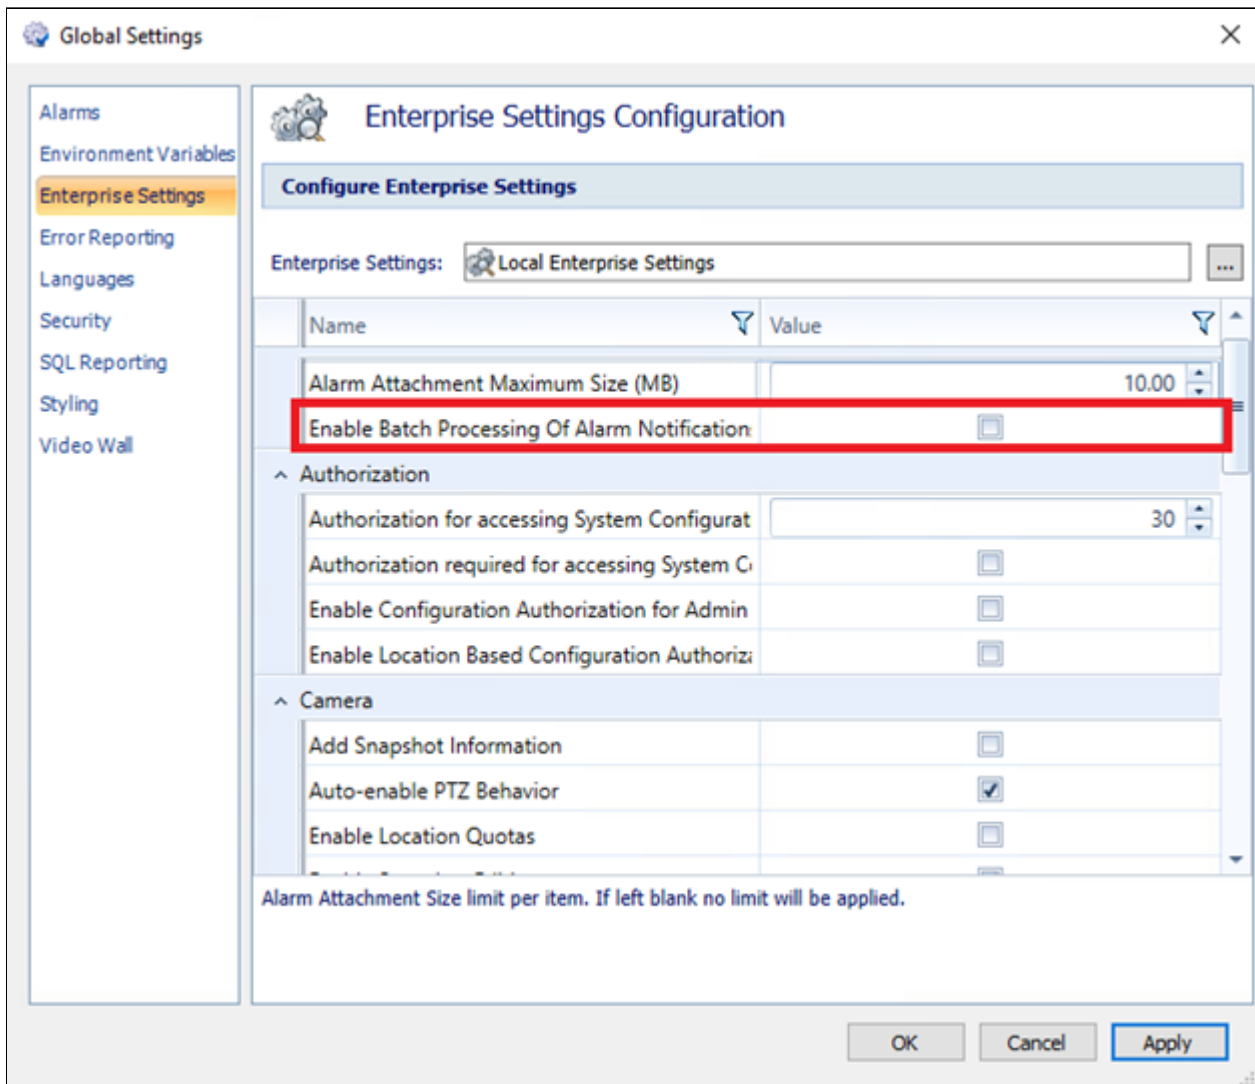 Global Settings
Alarms
Environment Variables
Enterprise Settings
Error Reporting
Languages
Security
SQL Reporting
Styling
Video Wall
Enterprise Settings Configuration
Configure Enterprise Settings
Enterprise Settings: Local Enterprise Settings ...
Name Value
Alarm Attachment Maximum Size (MB) 10.00
Enable Batch Processing Of Alarm Notification
Authorization
Authorization for accessing System Configurat 30
Authorization required for accessing System C
Enable Configuration Authorization for Admin
Enable Location Based Configuration Authoriz
Camera
Add Snapshot Information
Auto-enable PTZ Behavior
Enable Location Quotas
Alarm Attachment Size limit per item. If left blank no limit will be applied.
OK Cancel Apply